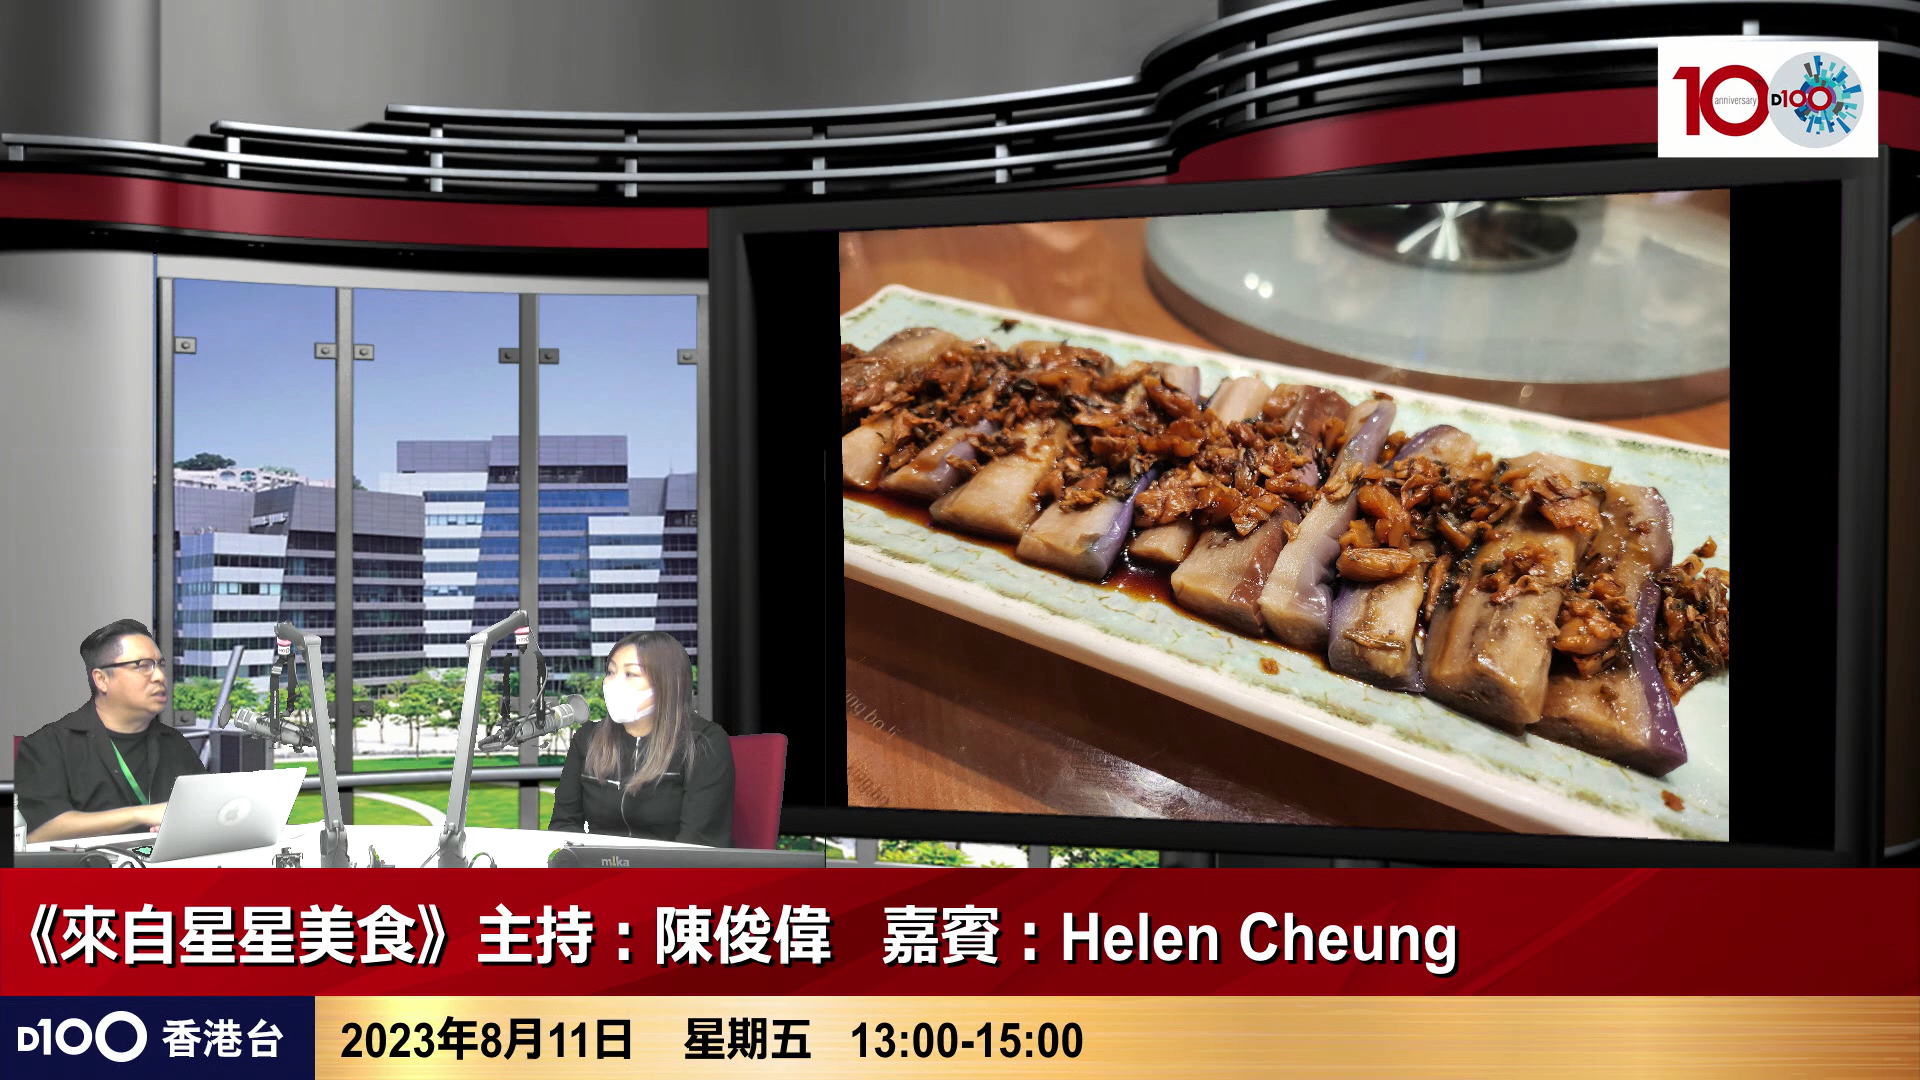 10 anniversary D100
mika
《來自星星美食》主持：陳俊偉 嘉賓：Helen Cheung
D100 香港台
2023年8月11日 星期五 13:00-15:00